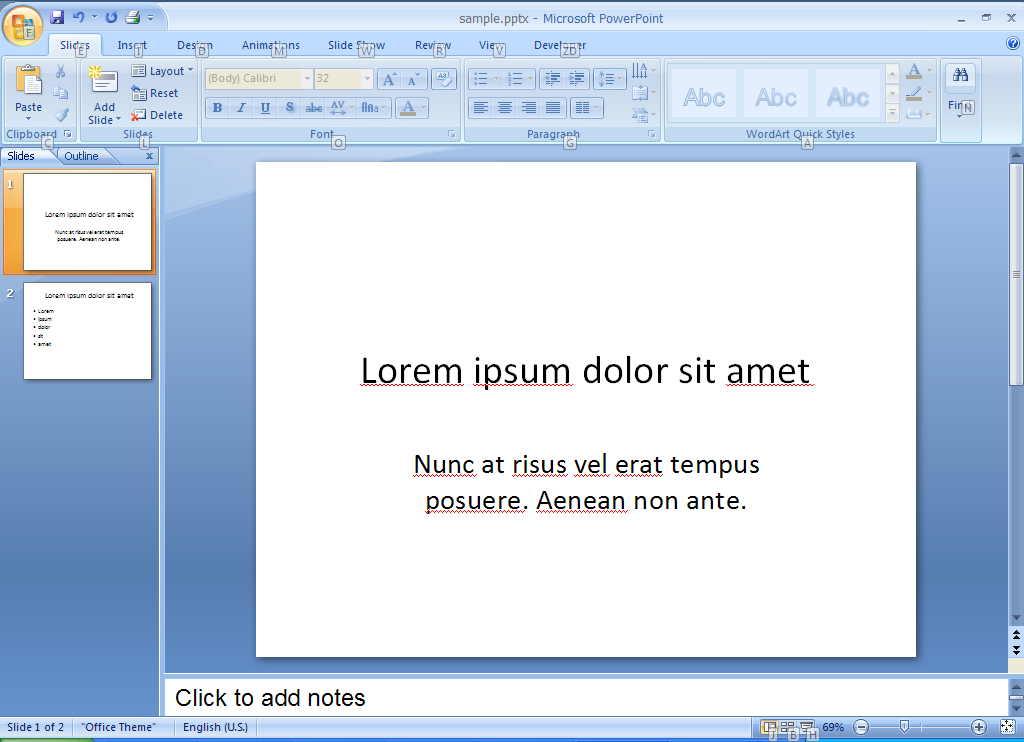 sample.pptx - Microsoft PowerPoint
F
Slides Insert Design Animations Slide Show Review View Developer
E I D M W R V ZD
Paste
Add
Slide
Layout
Reset
Delete
(Body) Calibri 32
B I U S abc AV Aa A
Abc Abc Abc
Find
N
Clipboard Slides Font Paragraph WordArt Quick Styles
C L O G A
Slides Outline x
1
Lorem ipsum dolor sit amet
Nunc at risus vel erat tempus
posuere. Aenean non ante.
2
Lorem ipsum dolor sit amet
• Lorem
• ipsum
• dolor
• sit
• amet
Lorem ipsum dolor sit amet
Nunc at risus vel erat tempus
posuere. Aenean non ante.
Click to add notes
Slide 1 of 2 "Office Theme" English (U.S.) J B H 69%